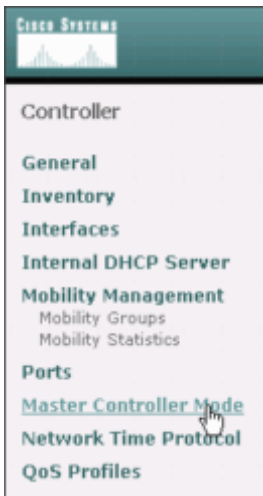 CISCO SYSTEMS
Controller
General
Inventory
Interfaces
Internal DHCP Server
Mobility Management
Mobility Groups
Mobility Statistics
Ports
Master Controller Mode
Network Time Protocol
QoS Profiles